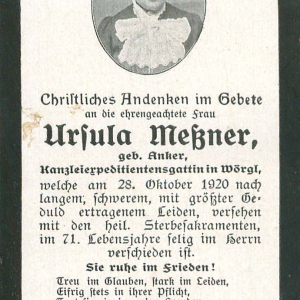 Christliches Andenken im Gebete
an die ehrengeachtete Frau
Ursula Meßner,
geb. Anker,
Kanzleiexpeditientensgattin in Wörgl,
welche am 28. Oktober 1920 nach
langem, schwerem, mit größter Ge-
duld ertragenem Leiden, versehen
mit den heil. Sterbesakramenten,
im 71. Lebensjahre selig im Herrn
verschieden ist.
Sie ruhe im Frieden!
Treu im Glauben, stark im Leiden,
Eifrig stets in ihrer Pflicht,